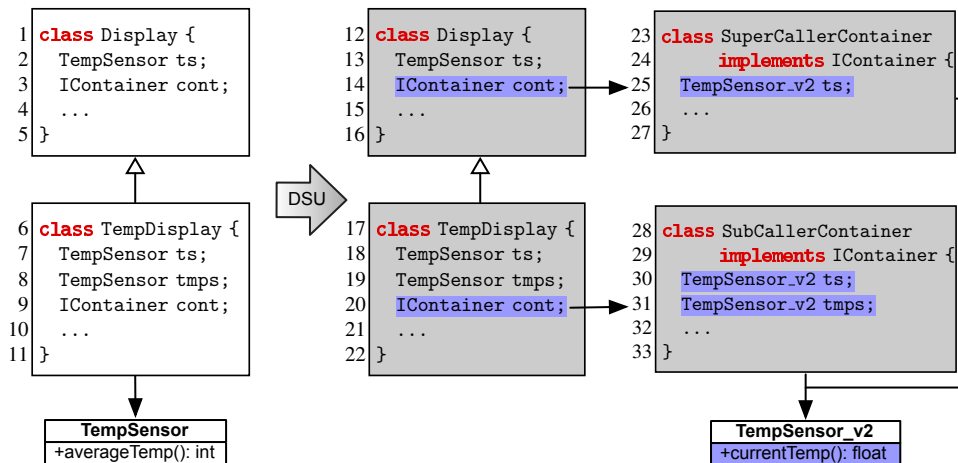 1 class Display {
2 TempSensor ts;
3 IContainer cont;
4 ...
5 }
6 class TempDisplay {
7 TempSensor ts;
8 TempSensor tmps;
9 IContainer cont;
10 ...
11 }
TempSensor
+averageTemp(): int
DSU
12 class Display {
13 TempSensor ts;
14 IContainer cont;
15 ...
16 }
17 class TempDisplay {
18 TempSensor ts;
19 TempSensor tmps;
20 IContainer cont;
21 ...
22 }
23 class SuperCallerContainer
24 implements IContainer {
25 TempSensor_v2 ts;
26 ...
27 }
28 class SubCallerContainer
29 implements IContainer {
30 TempSensor_v2 ts;
31 TempSensor_v2 tmps;
32 ...
33 }
TempSensor_v2
+currentTemp(): float